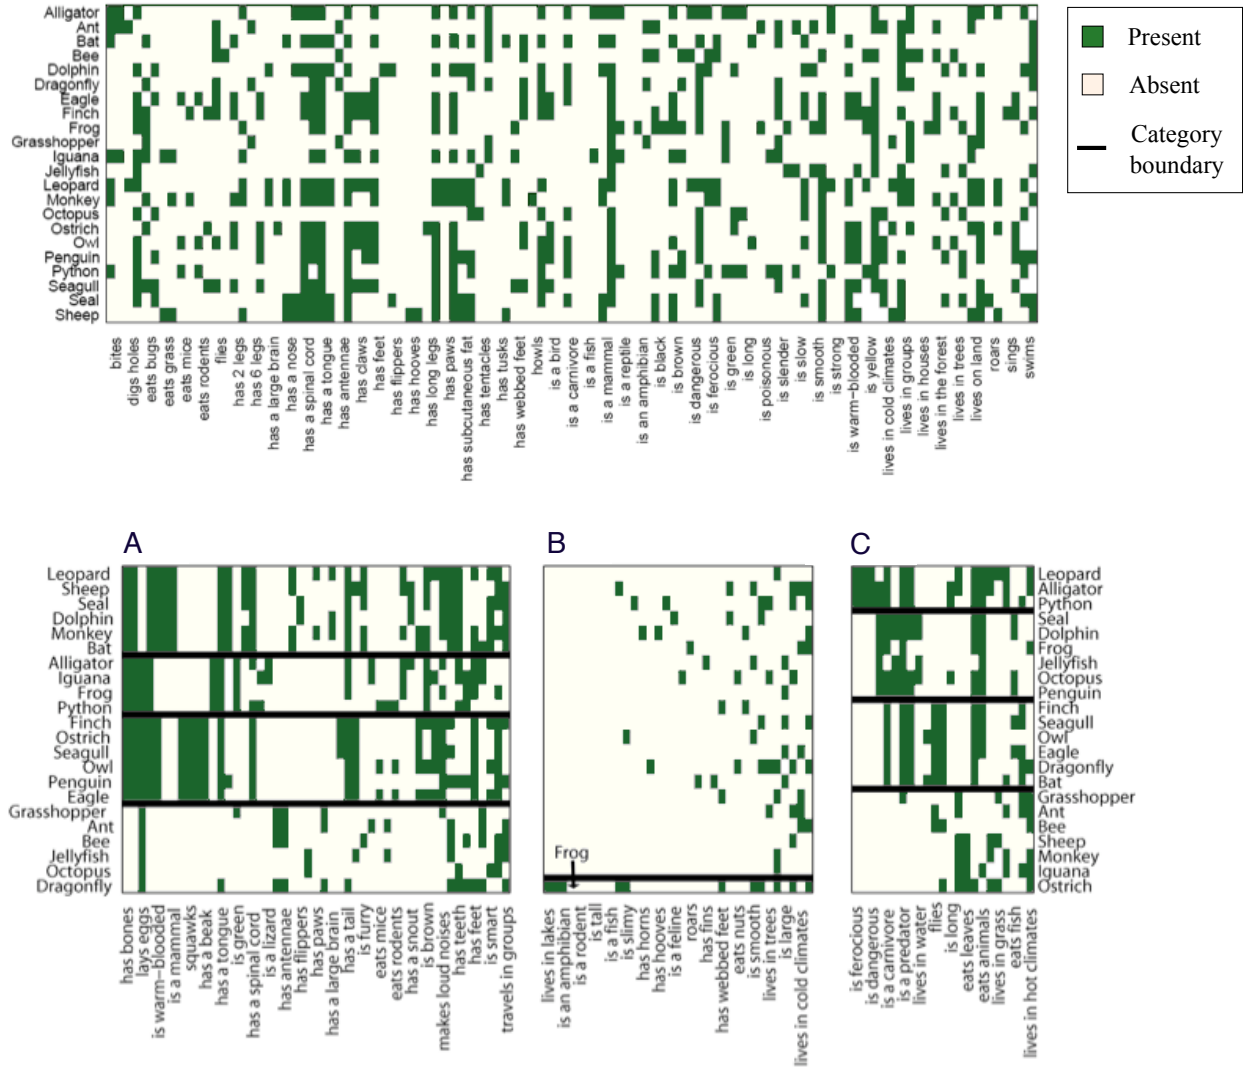 Alligator
Ant
Bat
Bee
Dolphin
Dragonfly
Eagle
Finch
Frog
Grasshopper
Iguana
Jellyfish
Leopard
Monkey
Octopus
Ostrich
Owl
Penguin
Python
Seagull
Seal
Sheep
bites
digs holes
eats bugs
eats grass
eats mice
eats rodents
flies
has 2 legs
has 6 legs
has a large brain
has a nose
has a spinal cord
has a tongue
has antennae
has claws
has feet
has flippers
has hooves
has long legs
has paws
has subcutaneous fat
has tentacles
has tusks
has webbed feet
howls
is a bird
is a carnivore
is a fish
is a mammal
is a reptile
is an amphibian
is black
is brown
is dangerous
is ferocious
is green
is long
is poisonous
is slender
is slow
is smooth
is strong
is warm-blooded
is yellow
lives in cold climates
lives in groups
lives in houses
lives in the forest
lives in trees
lives on land
roars
sings
swims
Present
Absent
Category
boundary
A
Leopard
Sheep
Seal
Dolphin
Monkey
Bat
Alligator
Iguana
Frog
Python
Finch
Ostrich
Seagull
Owl
Penguin
Eagle
Grasshopper
Ant
Bee
Jellyfish
Octopus
Dragonfly
has bones
lays eggs
is warm-blooded
is a mammal
squawks
has a beak
has a tongue
is green
has a spinal cord
is a lizard
has antennae
has flippers
has paws
has a large brain
has a tail
is furry
eats mice
eats rodents
has a snout
is brown
makes loud noises
has teeth
has feet
is smart
travels in groups
B
Frog
lives in lakes
is an amphibian
is a rodent
is tall
is a fish
is slimy
has horns
has hooves
is a feline
roars
has fins
has webbed feet
eats nuts
is smooth
lives in trees
is large
lives in cold climates
C
Leopard
Alligator
Python
Seal
Dolphin
Frog
Jellyfish
Octopus
Penguin
Finch
Seagull
Owl
Eagle
Dragonfly
Bat
Grasshopper
Ant
Bee
Sheep
Monkey
Iguana
Ostrich
is ferocious
is dangerous
is a carnivore
is a predator
lives in water
flies
is long
eats leaves
eats animals
lives in grass
eats fish
lives in hot climates